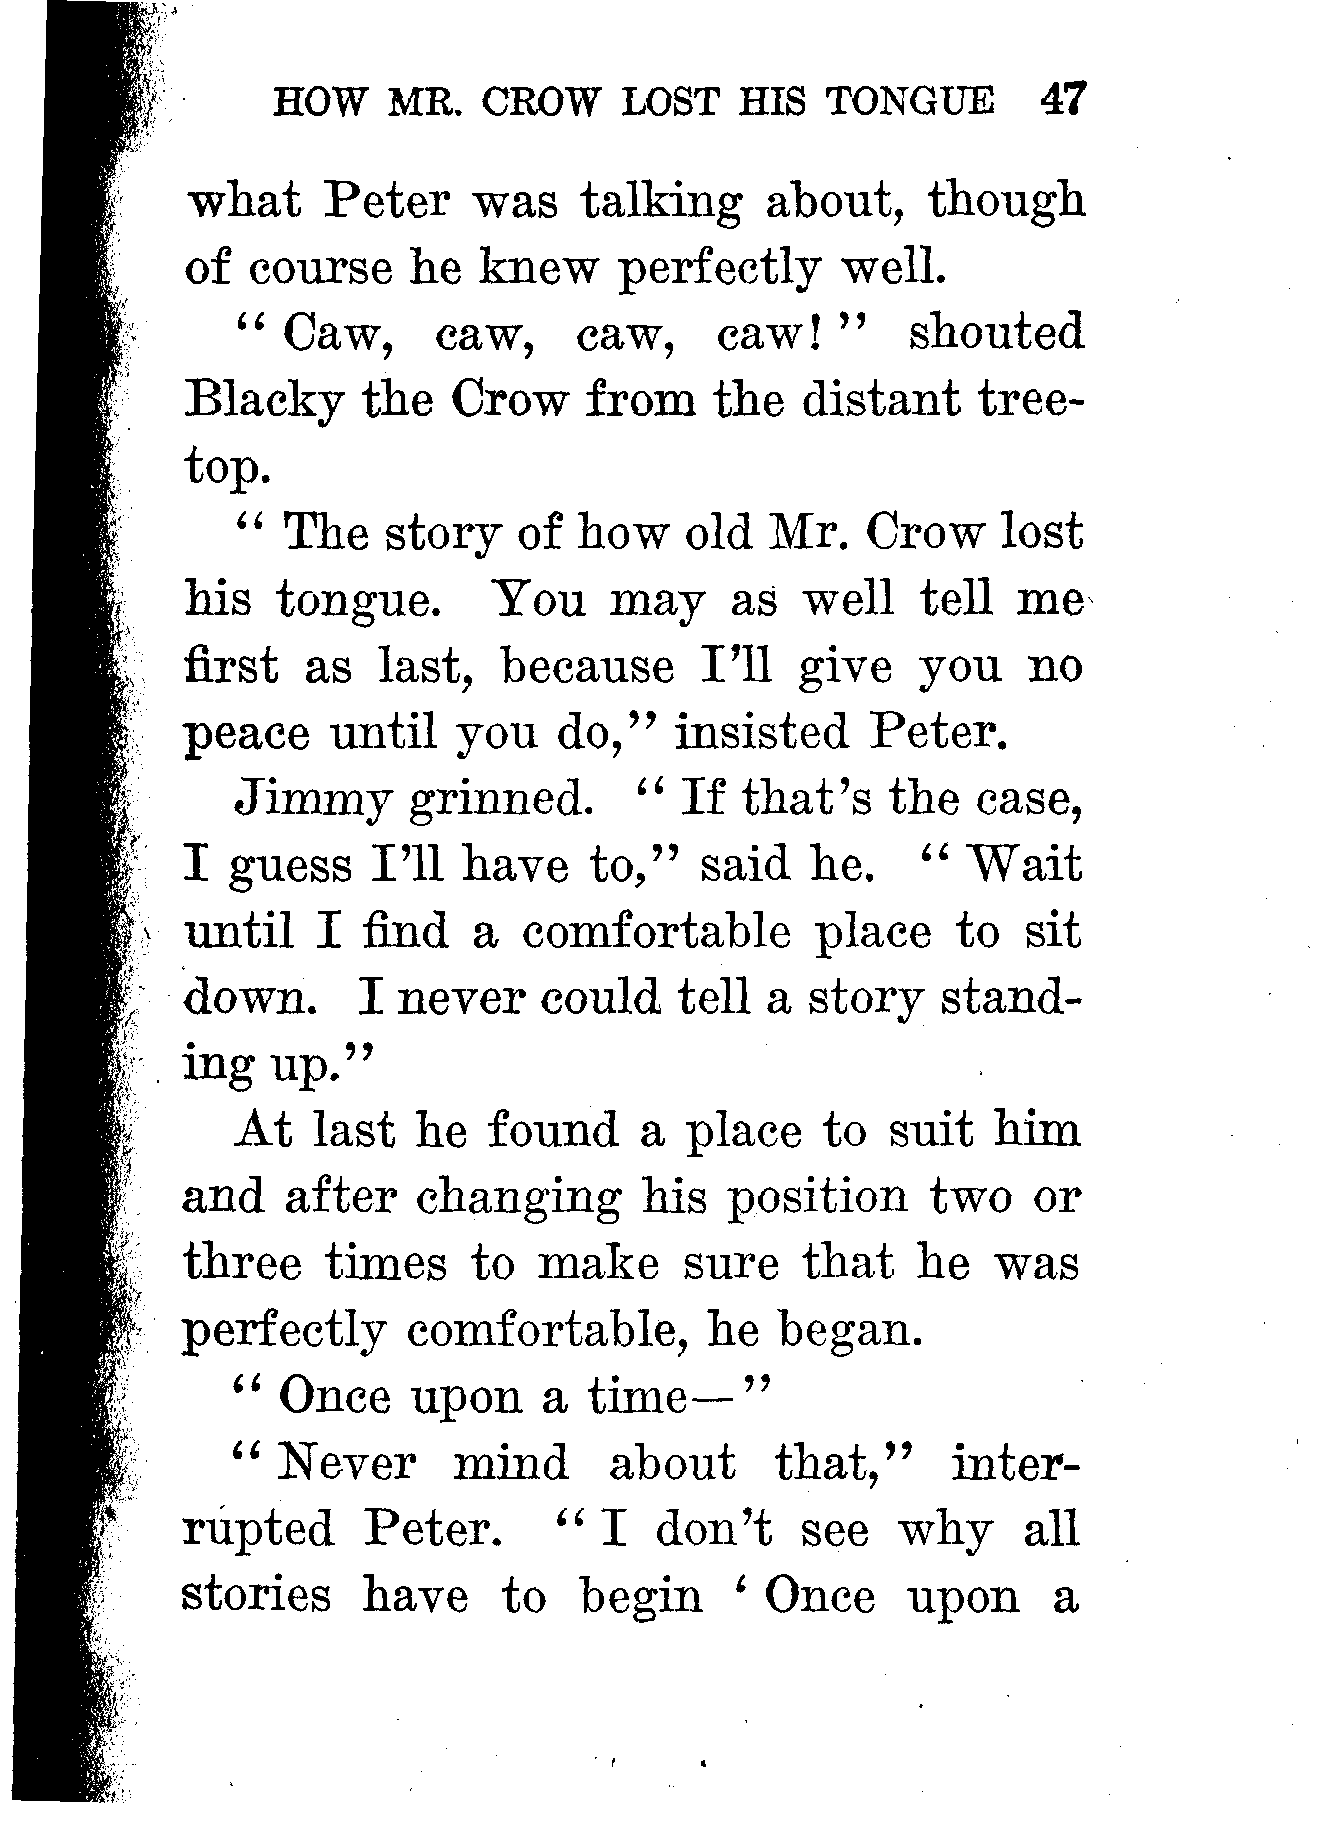 HOW MR. CROW LOST HIS TONGUE 47
what Peter was talking about, though
of course he knew perfectly well.
“ Caw, caw, caw, caw! ” shouted
Blacky the Crow from the distant tree-
top.
“ The story of how old Mr. Crow lost
his tongue. You may as well tell me
first as last, because I’ll give you no
peace until you do,” insisted Peter.
Jimmy grinned. “ If that’s the case,
I guess I’ll have to,” said he. “ Wait
until I find a comfortable place to sit
down. I never could tell a story stand-
ing up.”
At last he found a place to suit him
and after changing his position two or
three times to make sure that he was
perfectly comfortable, he began.
“ Once upon a time—”
“ Never mind about that,” inter-
rupted Peter. “ I don’t see why all
stories have to begin ‘ Once upon a